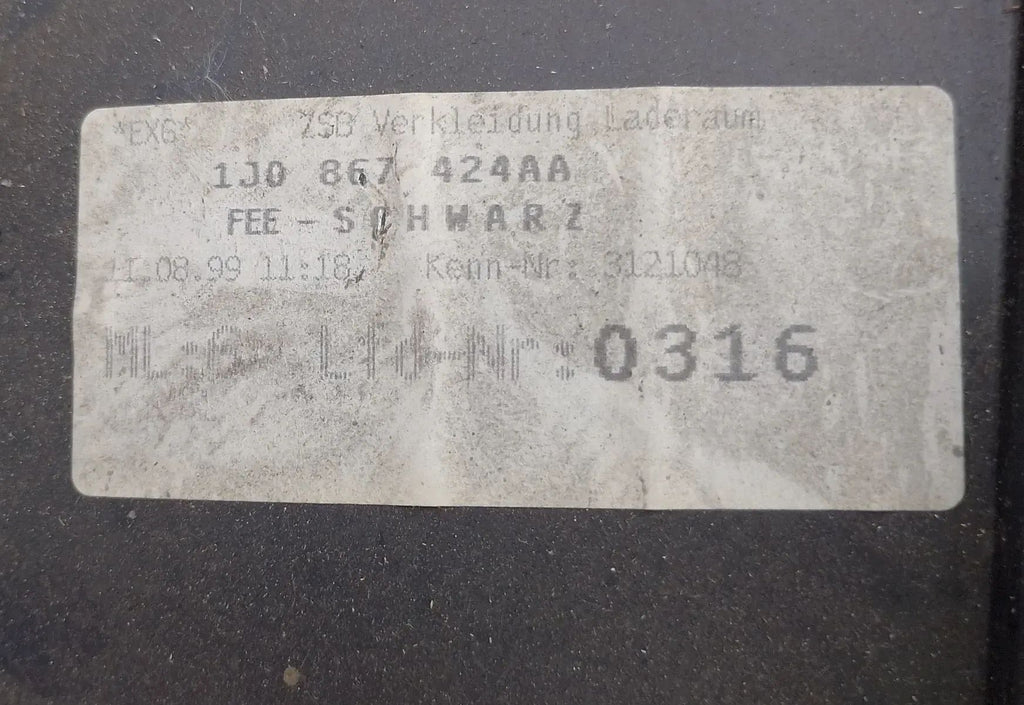 *EX6* ZSB Verkleidung Laderaum
1J0 867 424AA
FEE - SCHWARZ
11.08.99 11:18 Kenn-Nr: 3121048
Lfd-Nr: 0316